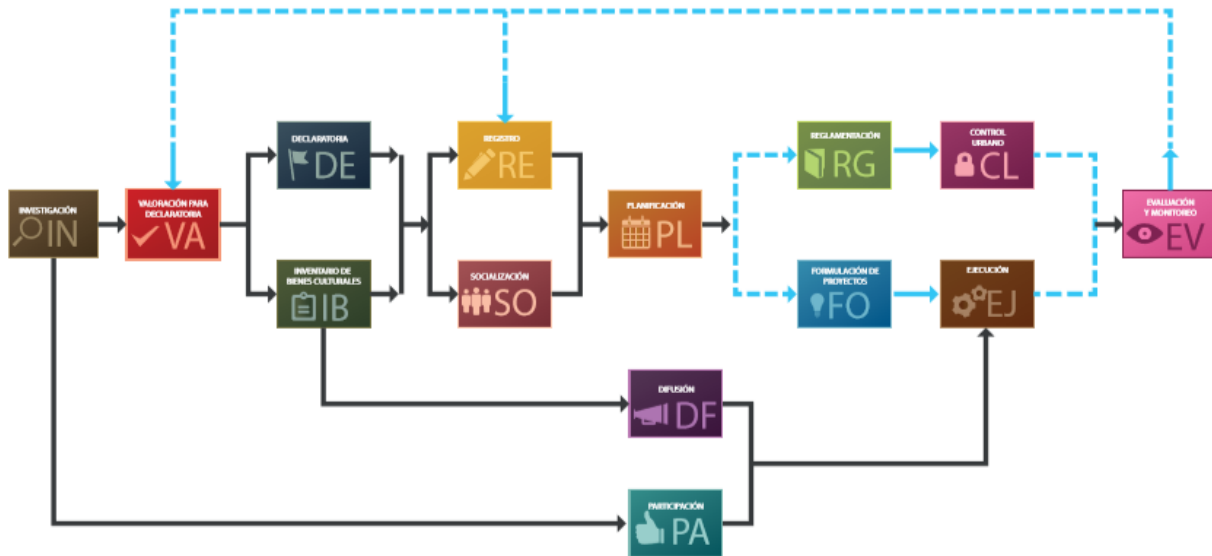 DECLARATORIA
DE
REGISTRO
RE
REGLAMENTACIÓN
RG
CONTROL
URBANO
CL
INVESTIGACIÓN
IN
VALORACIÓN PARA
DECLARATORIA
VA
PLANIFICACIÓN
PL
EVALUACIÓN
Y MONITOREO
EV
INVENTARIO DE
BIENES CULTURALES
IB
SOCIALIZACIÓN
SO
FORMULACIÓN DE
PROYECTOS
FO
EJECUCIÓN
EJ
DIFUSIÓN
DF
PARTICIPACIÓN
PA